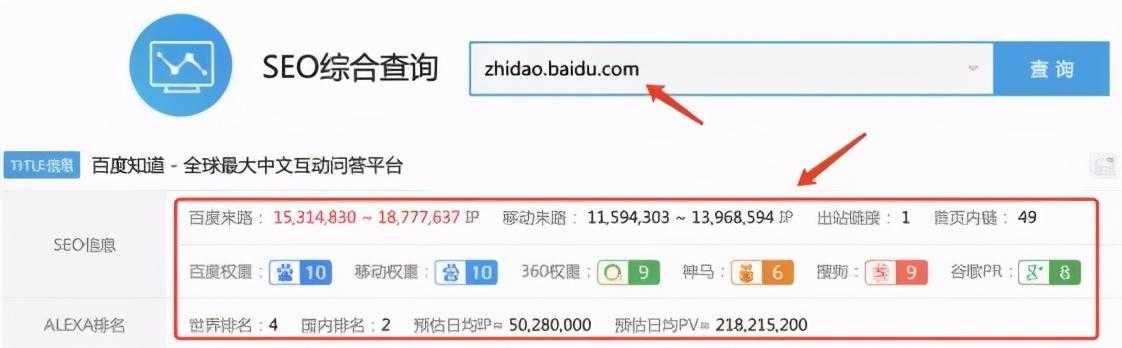 SEO综合查询 zhidao.baidu.com 查询
TITLE信息 百度知道 - 全球最大中文互动问答平台
SEO信息
百度来路： 15,314,830 ~ 18,777,637 IP 移动来路： 11,594,303 ~ 13,968,594 IP 出站链接： 1 首页内链： 49
百度权重： 10 移动权重： 10 360权重： 9 神马： 6 搜狗： 9 谷歌PR： 8
ALEXA排名 世界排名：4 国内排名：2 预估日均IP≈ 50,280,000 预估日均PV≈ 218,215,200